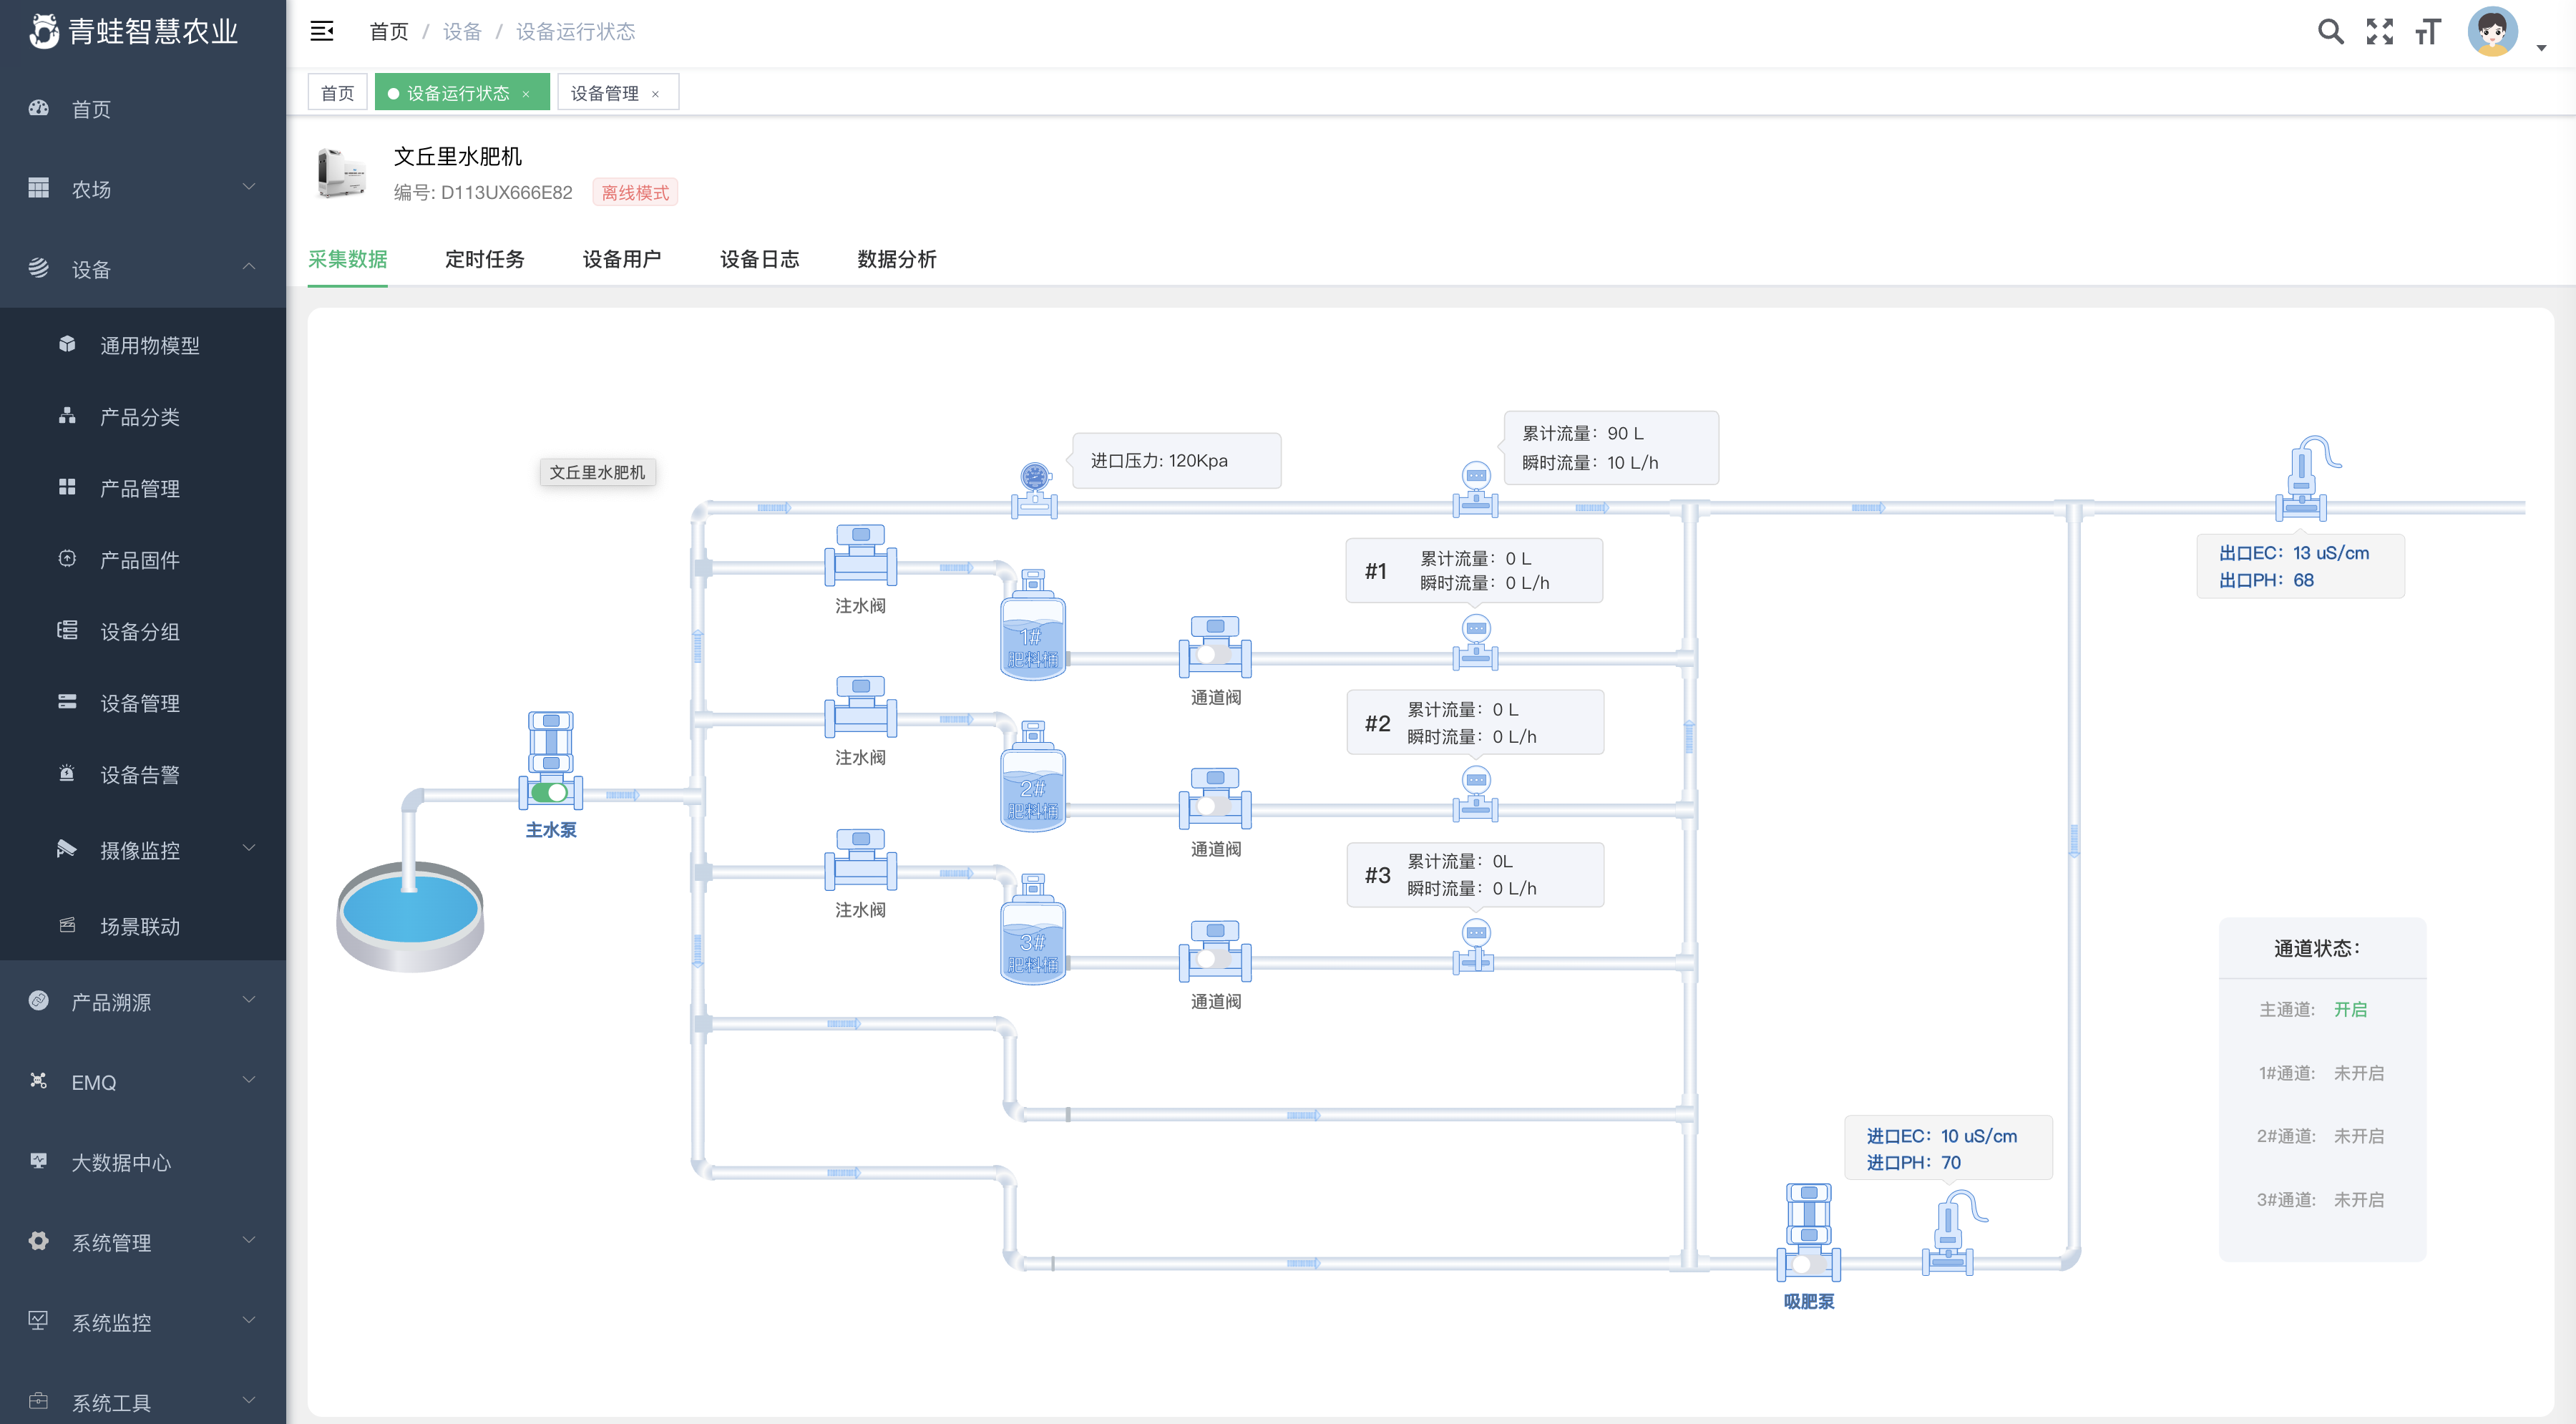 青蛙智慧农业
首页 / 设备 / 设备运行状态
首页
设备运行状态 ×
设备管理 ×
首页
农场
设备
通用物模型
产品分类
产品管理
产品固件
设备分组
设备管理
设备告警
摄像监控
场景联动
产品溯源
EMQ
大数据中心
系统管理
系统监控
系统工具
文丘里水肥机
编号: D113UX666E82
离线模式
采集数据
定时任务
设备用户
设备日志
数据分析
文丘里水肥机
进口压力: 120Kpa
累计流量：90 L
瞬时流量：10 L/h
出口EC：13 uS/cm
出口PH：68
注水阀
1#
肥料桶
通道阀
#1
累计流量：0 L
瞬时流量：0 L/h
注水阀
2#
肥料桶
通道阀
#2
累计流量：0 L
瞬时流量：0 L/h
主水泵
注水阀
3#
肥料桶
通道阀
#3
累计流量：0L
瞬时流量：0 L/h
进口EC：10 uS/cm
进口PH：70
吸肥泵
通道状态：
主通道: 开启
1#通道: 未开启
2#通道: 未开启
3#通道: 未开启